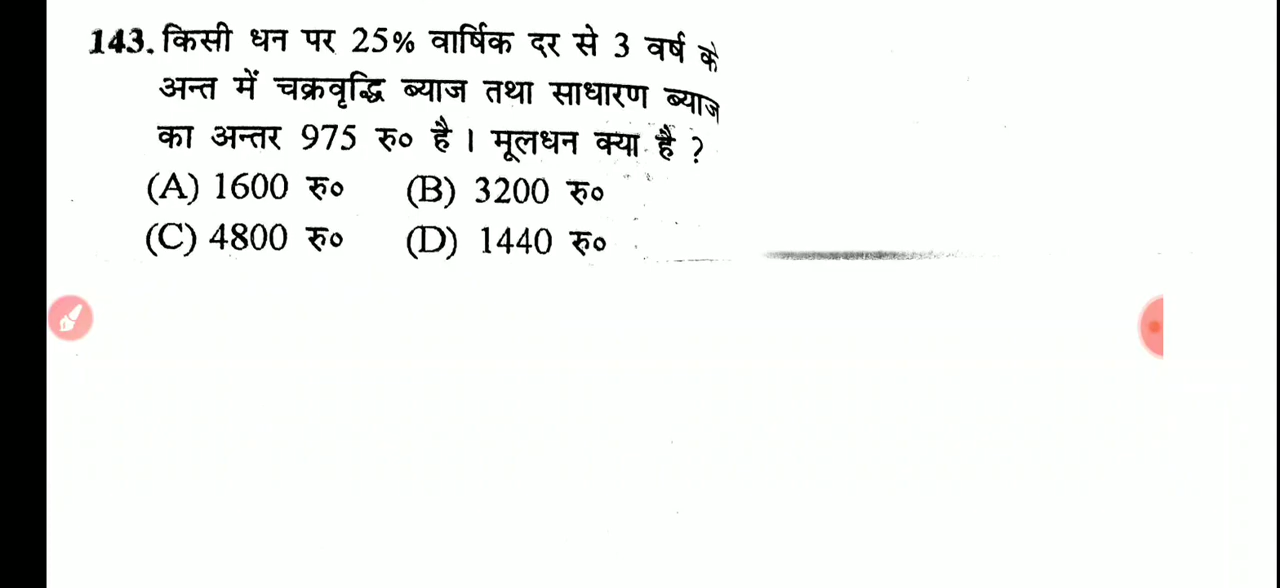 143. किसी धन पर 25% वार्षिक दर से 3 वर्ष के
अन्त में चक्रवृद्धि ब्याज तथा साधारण ब्याज
का अन्तर 975 रु० है । मूलधन क्या है ?
(A) 1600 रु० (B) 3200 रु०
(C) 4800 रु० (D) 1440 रु०